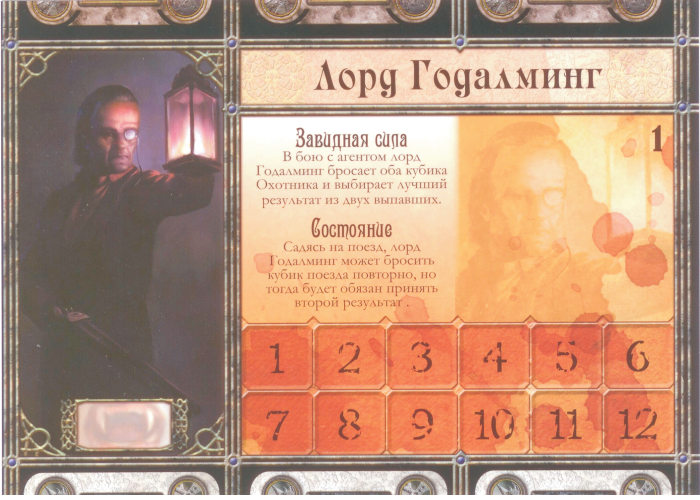 Лорд Годалминг
1
Завидная сила
В бою с агентом лорд
Годалминг бросает оба кубика
Охотника и выбирает лучший
результат из двух выпавших.
Состояние
Садясь на поезд, лорд
Годалминг может бросить
кубик поезда повторно, но
тогда будет обязан принять
второй результат .
1 2 3 4 5 6
7 8 9 10 11 12